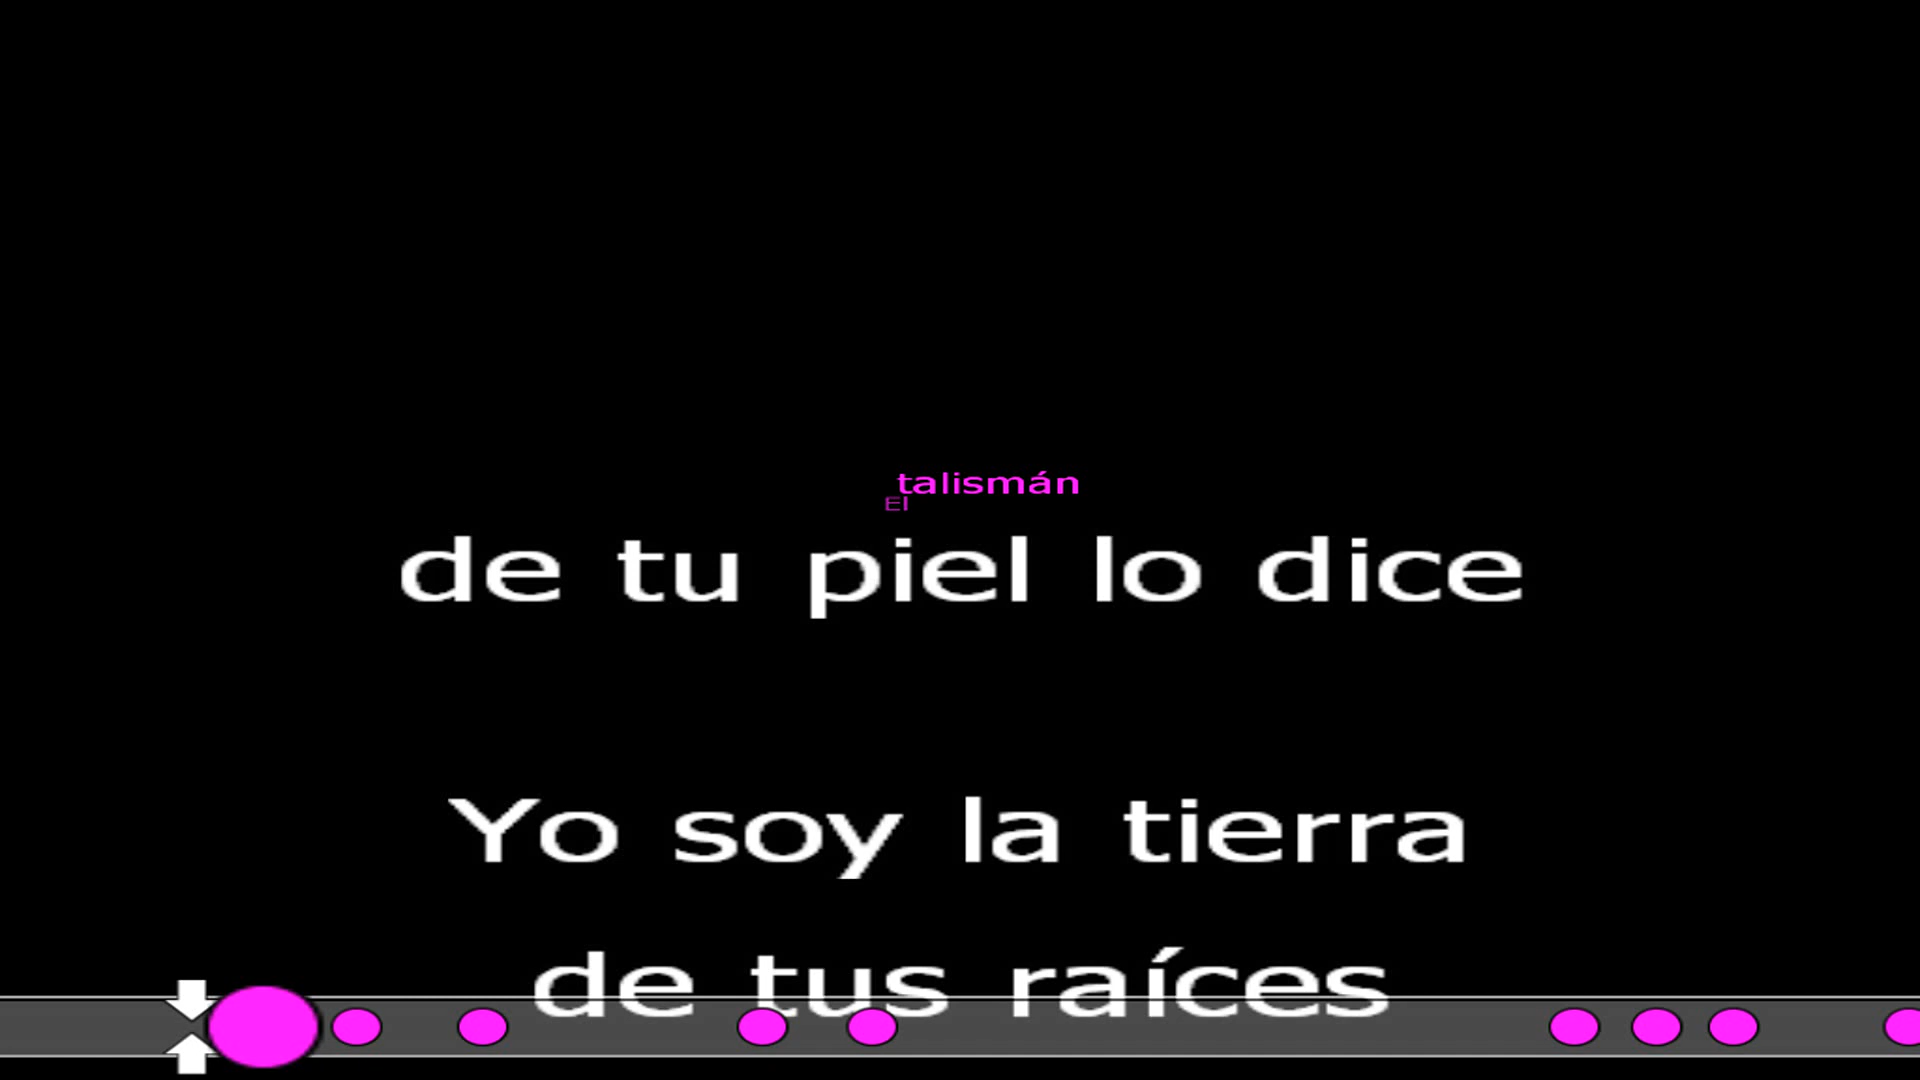 El talismán
de tu piel lo dice
Yo soy la tierra
de tus raíces